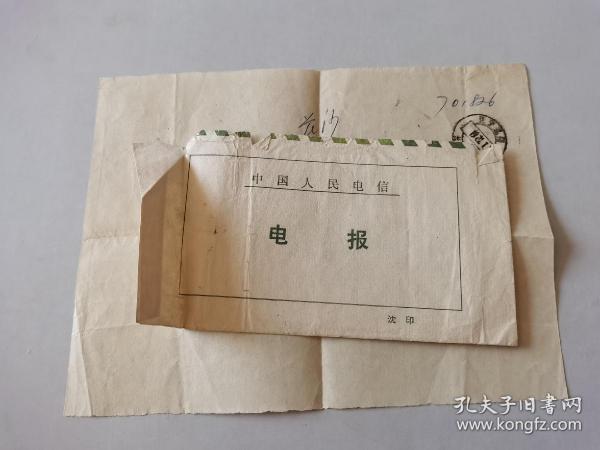 701826
中国人民电信
电报
沈印
孔夫子旧书网
www.kongfz.com